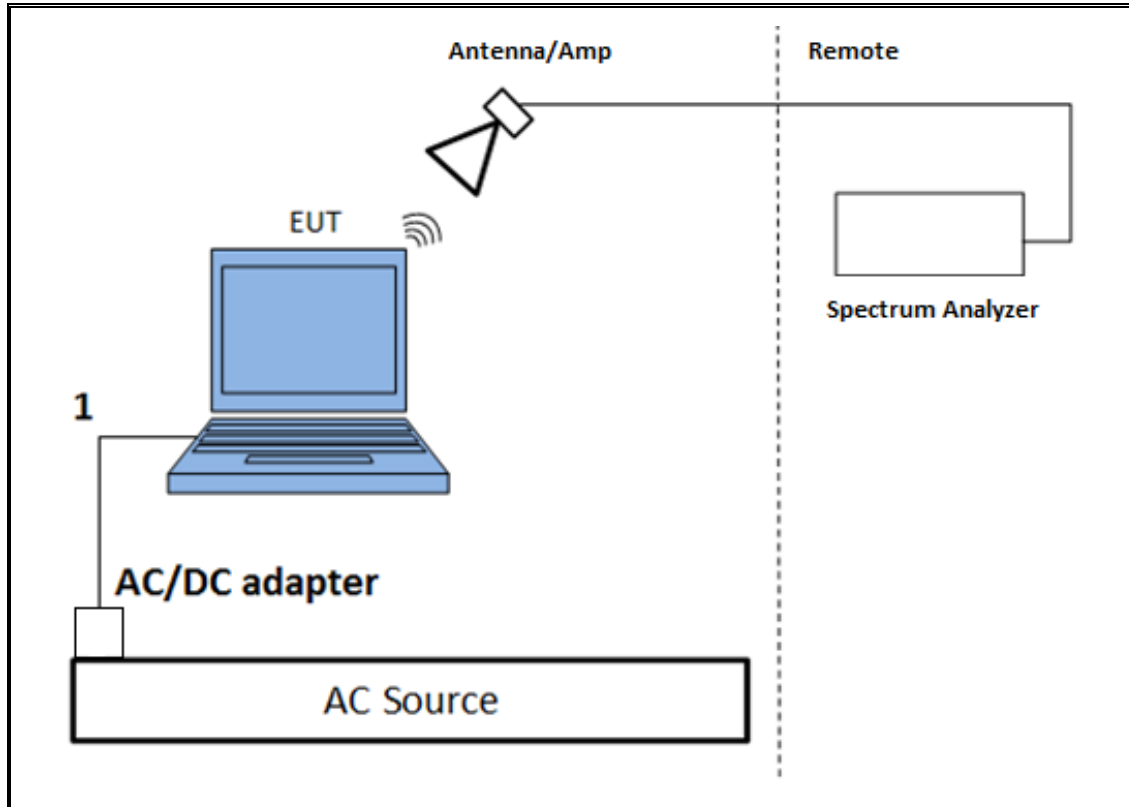 Antenna/Amp
Remote
EUT
Spectrum Analyzer
1
AC/DC adapter
AC Source